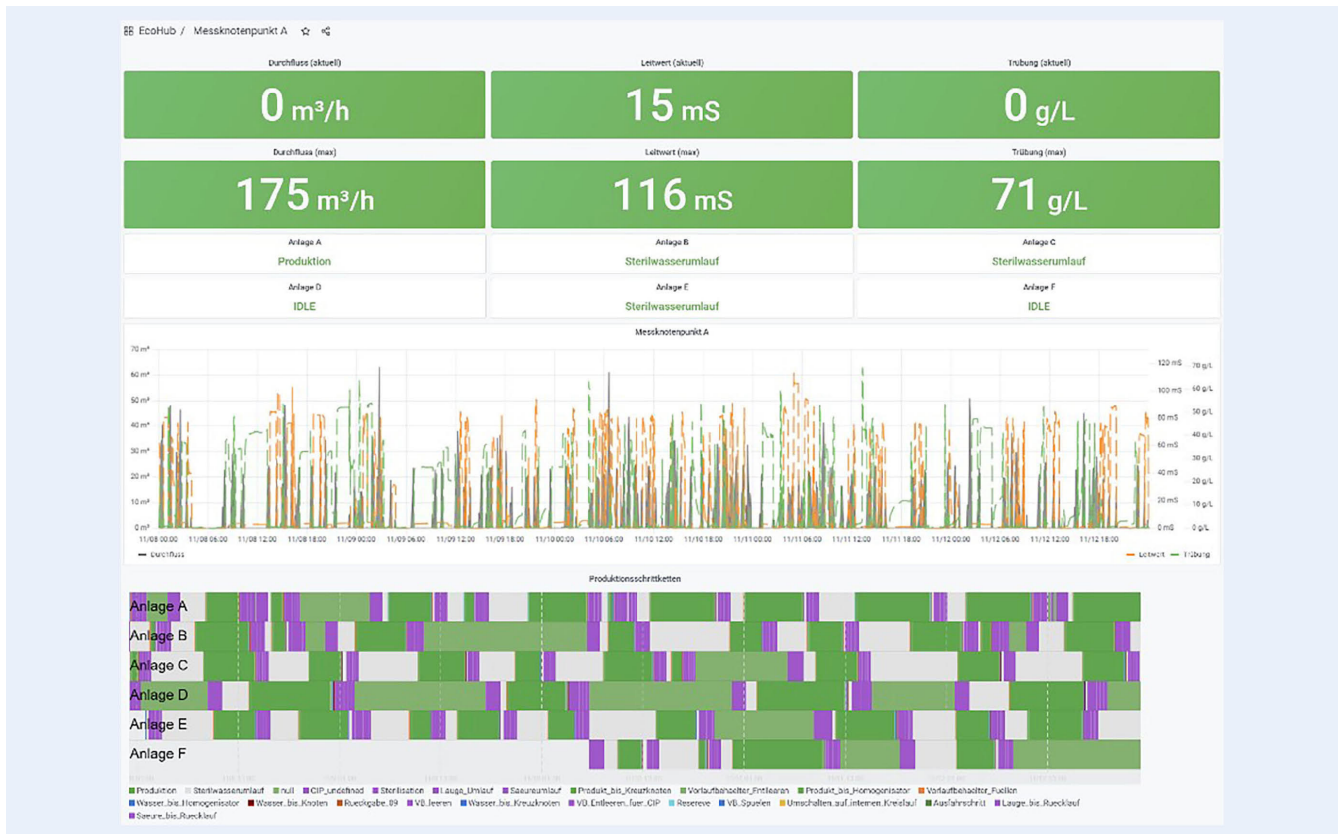 EcoHub / Messknotenpunkt A
Durchfluss (aktuell) Leitwert (aktuell) Trübung (aktuell)
0 m³/h 15 mS 0 g/L
Durchfluss (max) Leitwert (max) Trübung (max)
175 m³/h 116 mS 71 g/L
Anlage A Anlage B Anlage C
Produktion Sterilwasserumlauf Sterilwasserumlauf
Anlage D Anlage E Anlage F
IDLE Sterilwasserumlauf IDLE
Messknotenpunkt A
70 m³
60 m³
50 m³
40 m³
30 m³
20 m³
10 m³
0 m³
120 mS 70 g/L
100 mS 60 g/L
80 mS 50 g/L
60 mS 40 g/L
40 mS 30 g/L
20 mS 20 g/L
0 mS 10 g/L
0 g/L
11/08 00:00 11/08 06:00 11/08 12:00 11/08 18:00 11/09 00:00 11/09 06:00 11/09 12:00 11/09 18:00 11/10 00:00 11/10 06:00 11/10 12:00 11/10 18:00 11/11 00:00 11/11 06:00 11/11 12:00 11/11 18:00 11/12 00:00 11/12 06:00 11/12 12:00 11/12 18:00
Durchfluss Leitwert Trübung
Produktionsschrittketten
Anlage A
Anlage B
Anlage C
Anlage D
Anlage E
Anlage F
Produktion Sterilwasserumlauf null CIP_undefined Sterilisation Lauge_Umlauf Saeureumlauf Produkt_bis_Kreuzknoten Vorlaufbehaelter_Entleeren Produkt_bis_Homogenisator Vorlaufbehaelter_Fuellen
Wasser_bis_Homogenisator Wasser_bis_Knoten Rueckgabe_09 VB_leeren Wasser_bis_Kreuzknoten VB_Entleeren_fuer_CIP Resereve VB_Spuelen Umschalten_auf_internem_Kreislauf Ausfahrschritt Lauge_bis_Ruecklauf
Saeure_bis_Ruecklauf